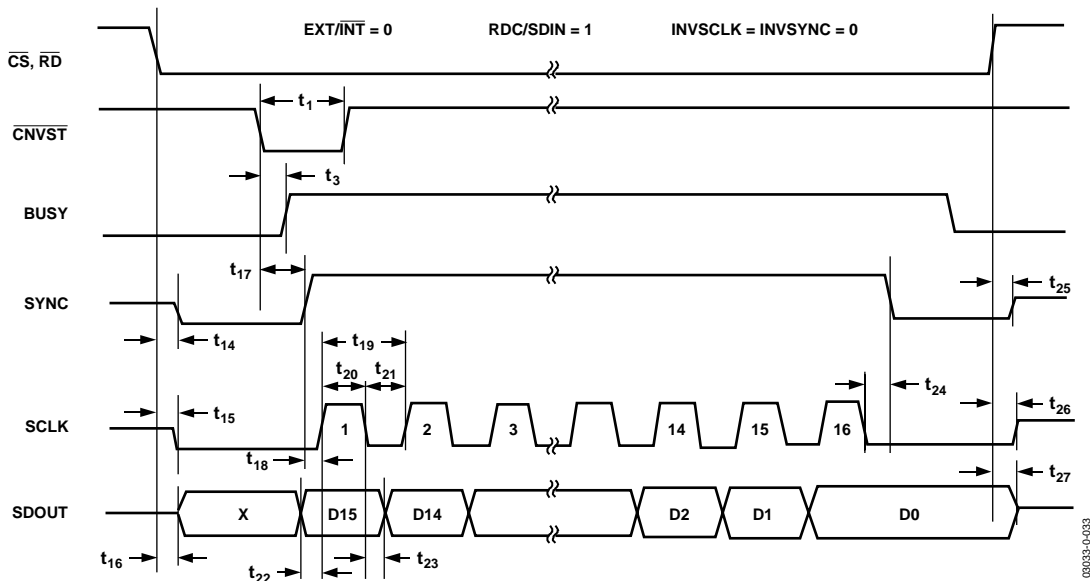 EXT/INT = 0 RDC/SDIN = 1 INVSCLK = INVSYNC = 0
CS, RD
t1
CNVST
t3
BUSY
t17
SYNC
t25
t14
t19
t20 t21
t24
t15
t26
SCLK
1 2 3 14 15 16
t18
t27
SDOUT
X D15 D14 D2 D1 D0
t16
t22
t23
03033-0-033